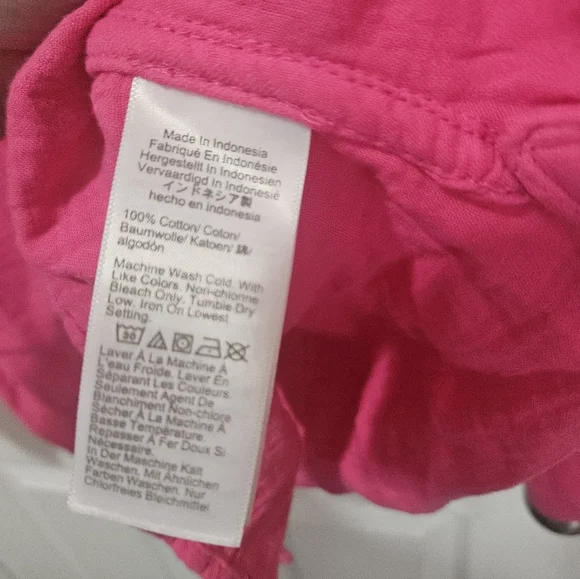 Made In Indonesia
Fabriqué En Indonésie
Hergestellt In Indonesien
Vervaardigd In Indonesië
インドネシア製
hecho en indonesia
100% Cotton/ Coton/
Baumwolle/ Katoen/ 綿/
algodón
Machine Wash Cold. With
Like Colors. Non-chlorine
Bleach Only. Tumble Dry
Low. Iron On Lowest
Setting.
30
Laver À La Machine À
L'eau Froide. Laver En
Séparant Les Couleurs
Seulement Agent De
Blanchiment Non-chlore
Sécher À La Machine À
Basse Température.
Repasser À Fer Doux Si
Nécessaire.
In Der Maschine Kalt
Waschen. Mit Ähnlichen
Farben Waschen. Nur
Chlorfreies Bleichmittel